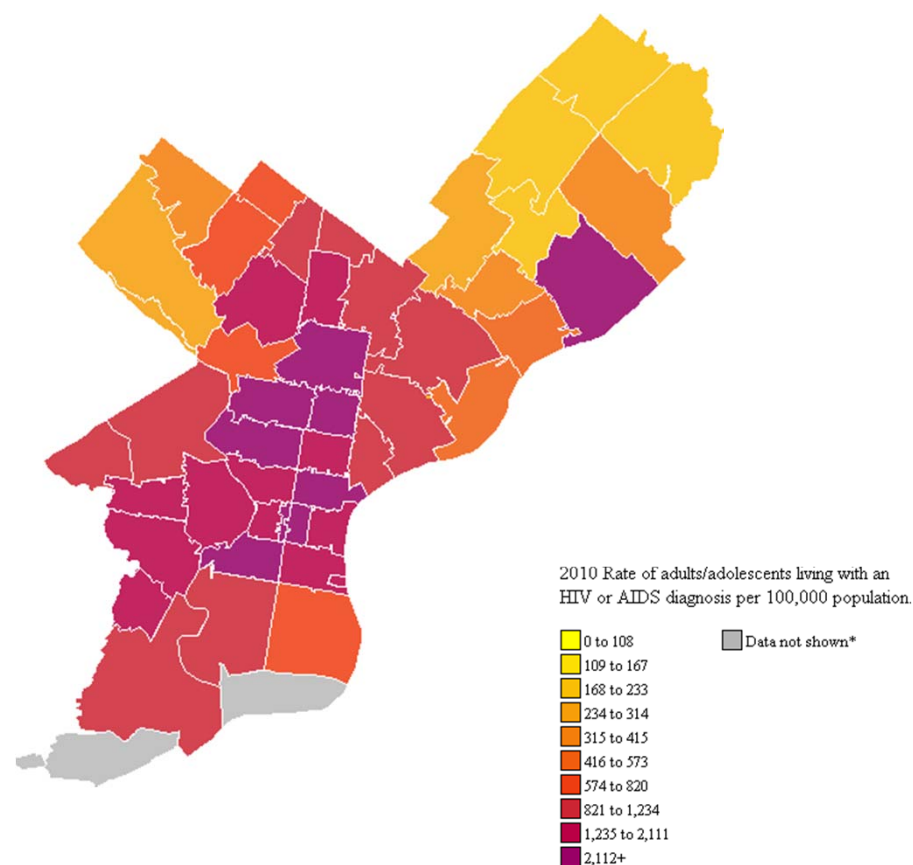 2010 Rate of adults/adolescents living with an
HIV or AIDS diagnosis per 100,000 population.
0 to 108
Data not shown*
109 to 167
168 to 233
234 to 314
315 to 415
416 to 573
574 to 820
821 to 1,234
1,235 to 2,111
2,112+